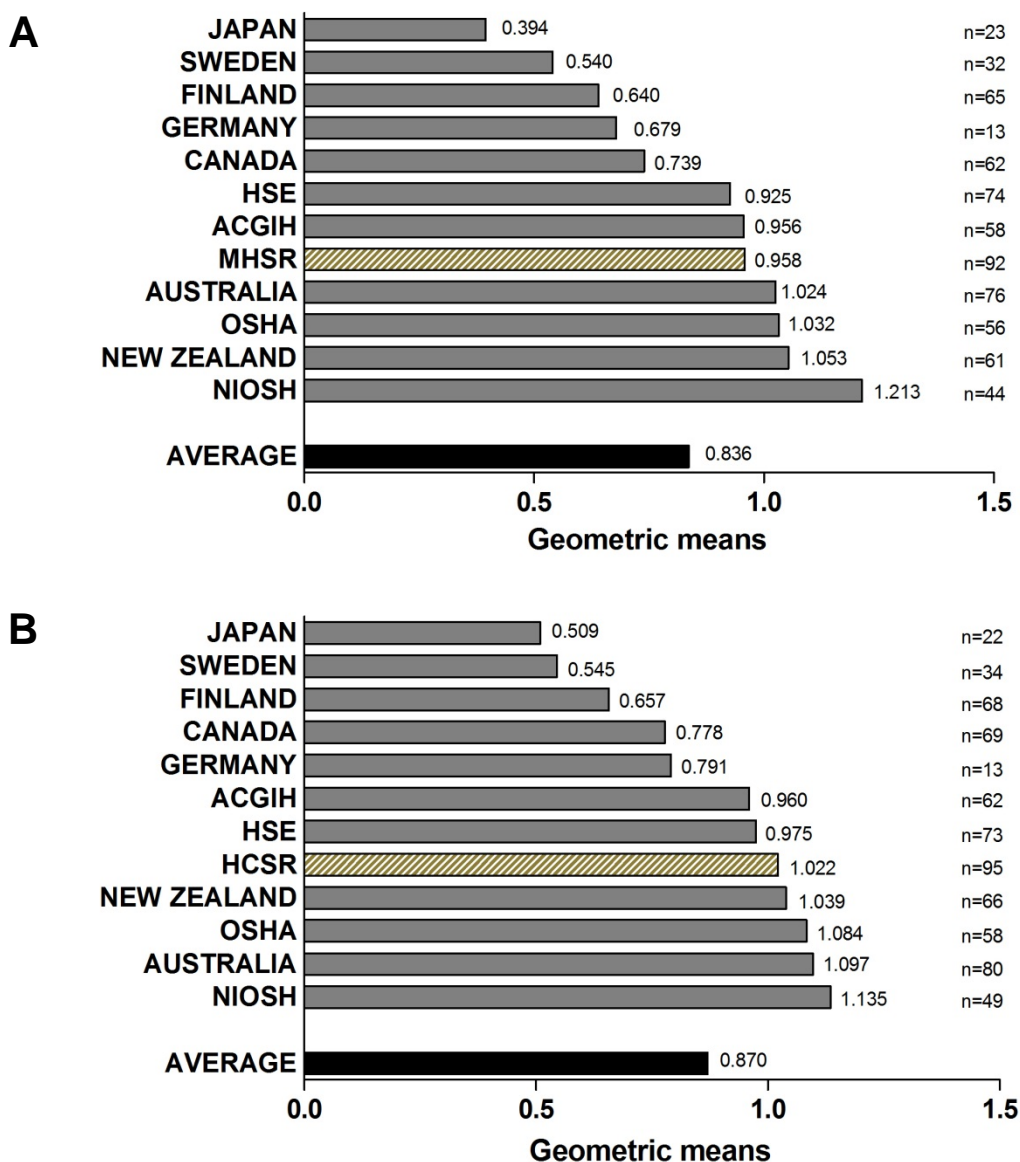 A
JAPAN 0.394 n=23
SWEDEN 0.540 n=32
FINLAND 0.640 n=65
GERMANY 0.679 n=13
CANADA 0.739 n=62
HSE 0.925 n=74
ACGIH 0.956 n=58
MHSR 0.958 n=92
AUSTRALIA 1.024 n=76
OSHA 1.032 n=56
NEW ZEALAND 1.053 n=61
NIOSH 1.213 n=44
AVERAGE 0.836
0.0 0.5 1.0 1.5
Geometric means
B
JAPAN 0.509 n=22
SWEDEN 0.545 n=34
FINLAND 0.657 n=68
CANADA 0.778 n=69
GERMANY 0.791 n=13
ACGIH 0.960 n=62
HSE 0.975 n=73
HCSR 1.022 n=95
NEW ZEALAND 1.039 n=66
OSHA 1.084 n=58
AUSTRALIA 1.097 n=80
NIOSH 1.135 n=49
AVERAGE 0.870
0.0 0.5 1.0 1.5
Geometric means